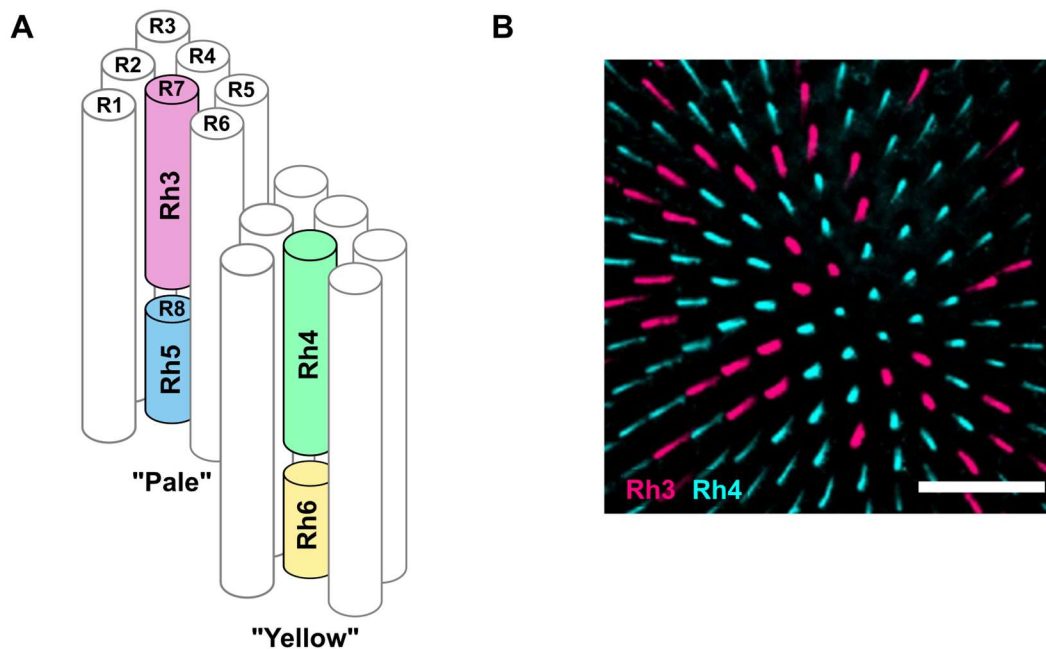 A
R3
R2
R4
R1
R7
R5
R6
Rh3
R8
Rh5
"Pale"
Rh4
Rh6
"Yellow"
B
Rh3 Rh4